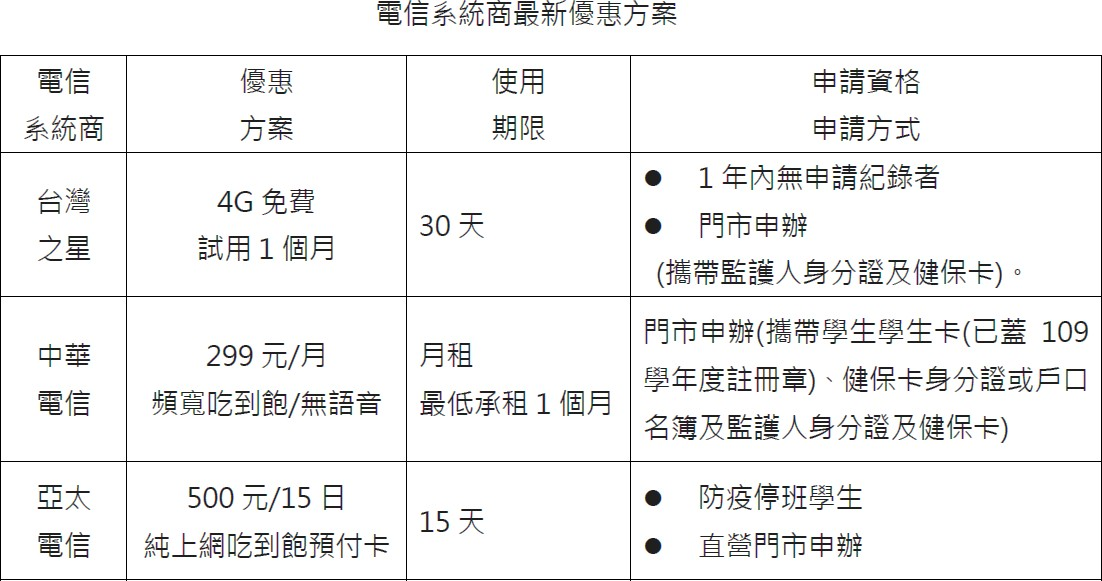 電信系統商最新優惠方案
電信
系統商
優惠
方案
使用
期限
申請資格
申請方式
台灣
之星
4G 免費
試用 1 個月
30 天
● 1 年內無申請紀錄者
● 門市申辦
(攜帶監護人身分證及健保卡)。
中華
電信
299 元/月
頻寬吃到飽/無語音
月租
最低承租 1 個月
門市申辦(攜帶學生學生卡(已蓋 109
學年度註冊章)、健保卡身分證或戶口
名簿及監護人身分證及健保卡)
亞太
電信
500 元/15 日
純上網吃到飽預付卡
15 天
● 防疫停班學生
● 直營門市申辦